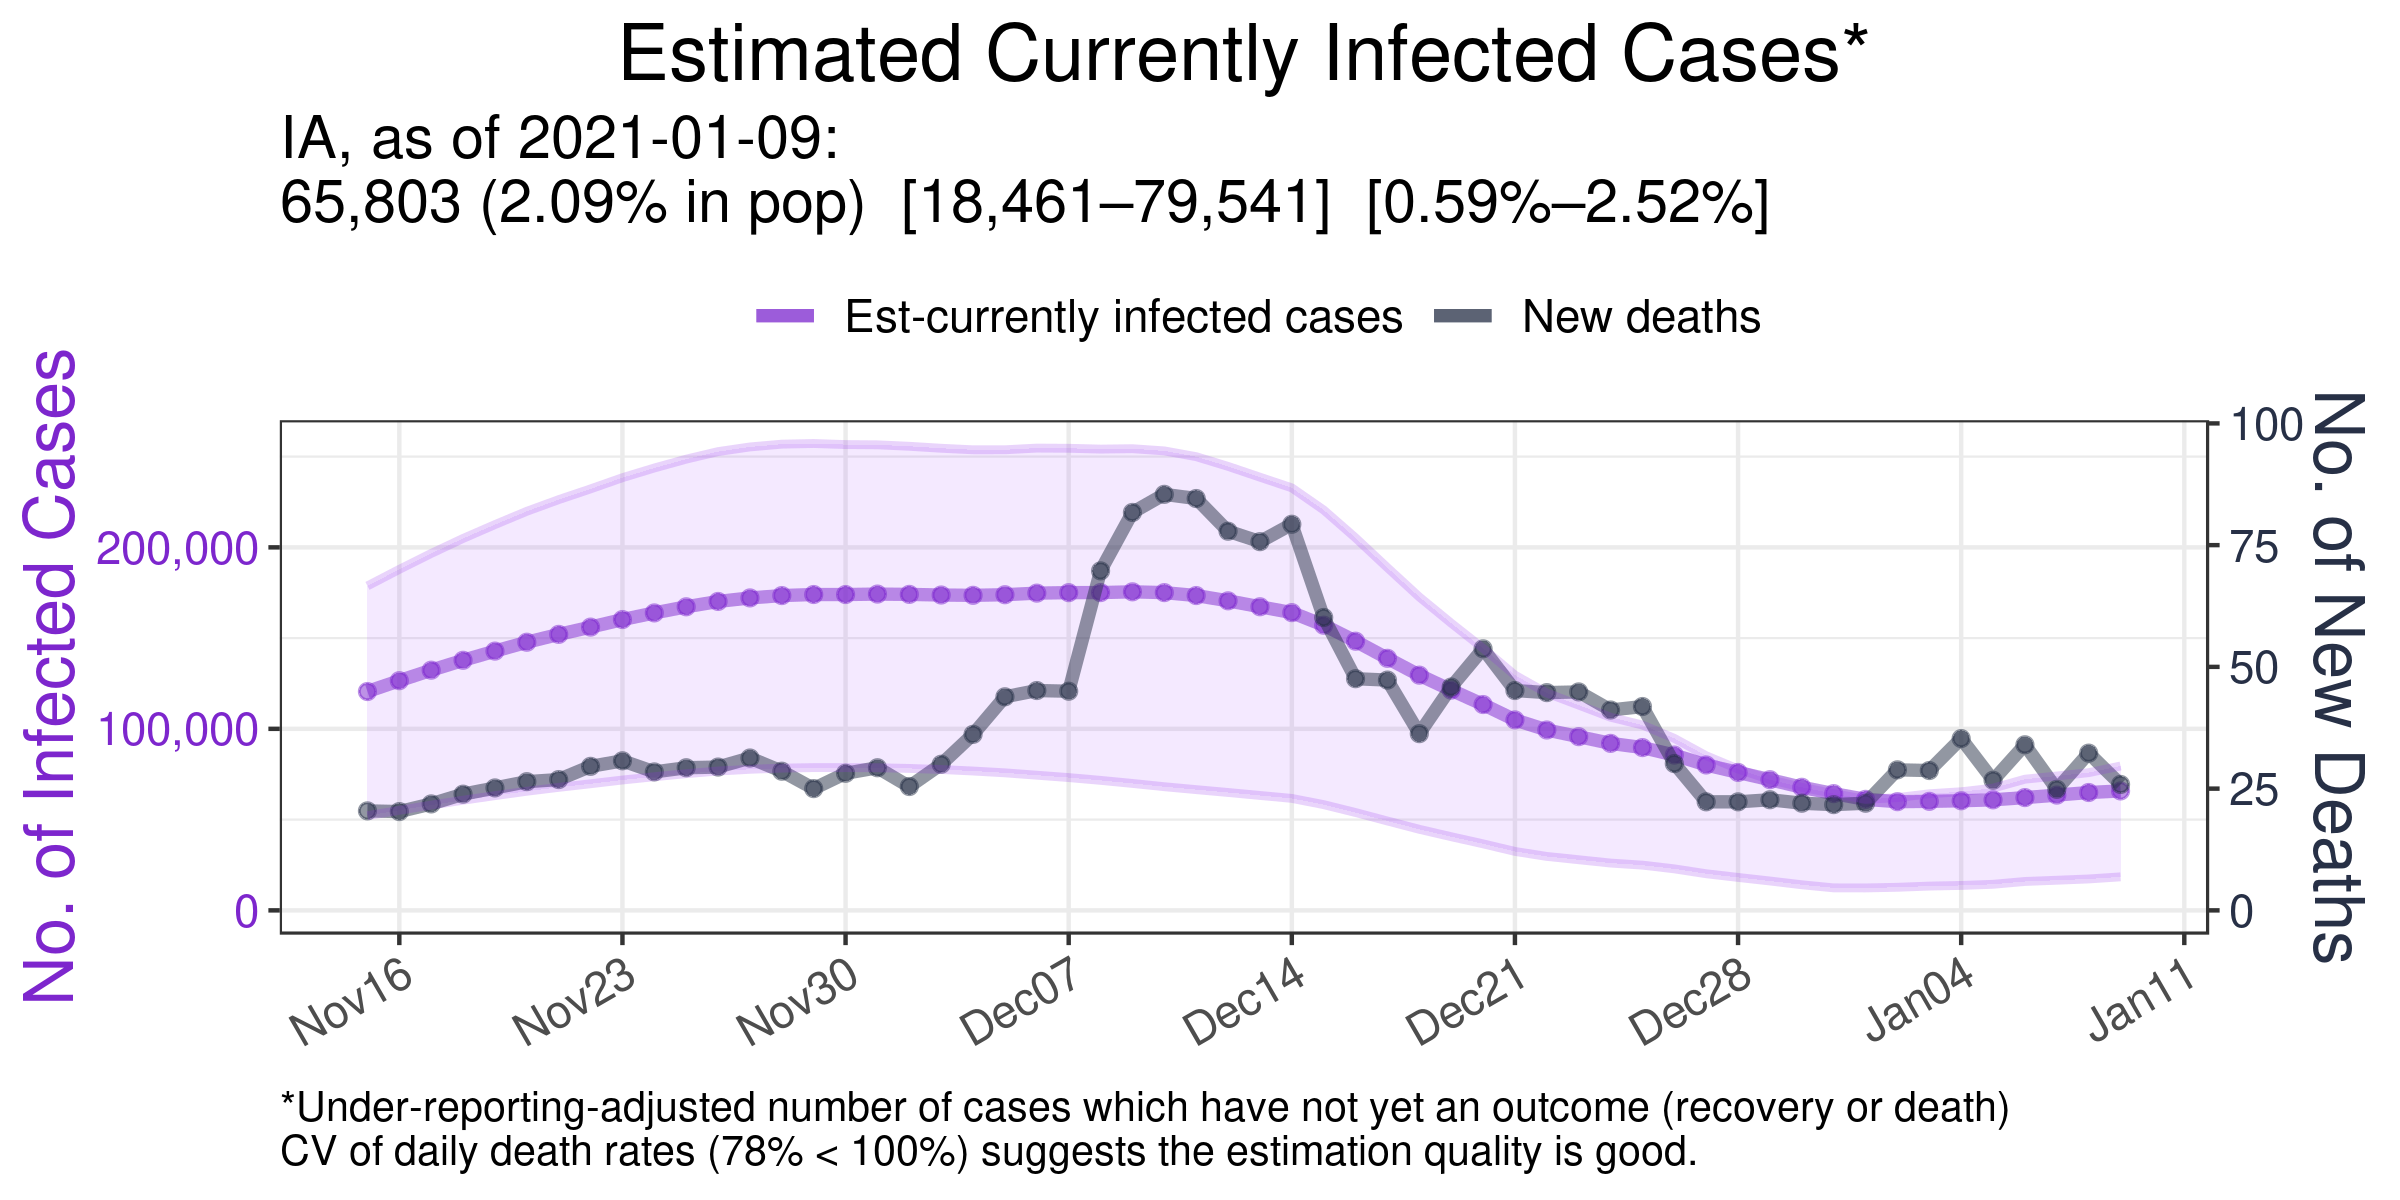 Estimated Currently Infected Cases*
IA, as of 2021-01-09:
65,803 (2.09% in pop)  [18,461–79,541]  [0.59%–2.52%]
Est-currently infected cases
New deaths
No. of Infected Cases
200,000
100,000
0
100
75
50
25
0
No. of New Deaths
Nov16
Nov23
Nov30
Dec07
Dec14
Dec21
Dec28
Jan04
Jan11
*Under-reporting-adjusted number of cases which have not yet an outcome (recovery or death)
CV of daily death rates (78% < 100%) suggests the estimation quality is good.